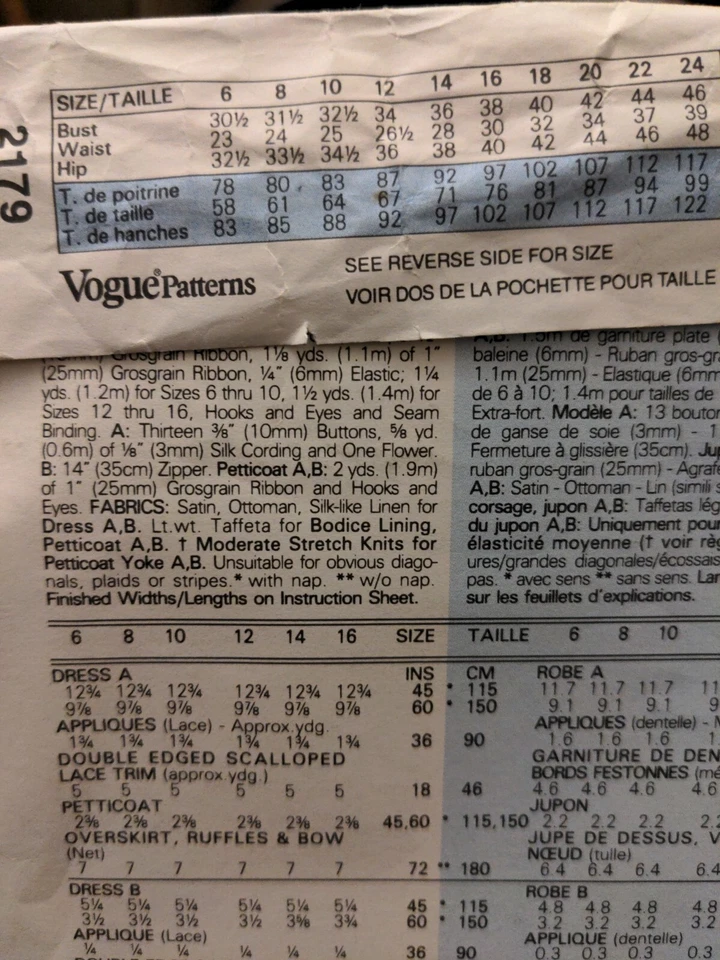 2179
SIZE/TAILLE 6 8 10 12 14 16 18 20 22 24
Bust 30½ 31½ 32½ 34 36 38 40 42 44 46
Waist 23 24 25 26½ 28 30 32 34 37 39
Hip 32½ 33½ 34½ 36 38 40 42 44 46 48
T. de poitrine 78 80 83 87 92 97 102 107 112 117
T. de taille 58 61 64 67 71 76 81 87 94 99
T. de hanches 83 85 88 92 97 102 107 112 117 122
Vogue® Patterns
SEE REVERSE SIDE FOR SIZE
VOIR DOS DE LA POCHETTE POUR TAILLE
Grosgrain Ribbon, 1⅛ yds. (1.1m) of 1"
(25mm) Grosgrain Ribbon, ¼" (6mm) Elastic; 1¼
yds. (1.2m) for Sizes 6 thru 10, 1½ yds. (1.4m) for
Sizes 12 thru 16, Hooks and Eyes and Seam
Binding. A: Thirteen ⅜" (10mm) Buttons, ⅝ yd.
(0.6m) of ⅛" (3mm) Silk Cording and One Flower.
B: 14" (35cm) Zipper. Petticoat A,B: 2 yds. (1.9m)
of 1" (25mm) Grosgrain Ribbon and Hooks and
Eyes. FABRICS: Satin, Ottoman, Silk-like Linen for
Dress A,B. Lt.wt. Taffeta for Bodice Lining,
Petticoat A,B. † Moderate Stretch Knits for
Petticoat Yoke A,B. Unsuitable for obvious diago-
nals, plaids or stripes.* with nap. ** w/o nap.
Finished Widths/Lengths on Instruction Sheet.
A,B: 1.5m de garniture plate (
baleine (6mm) - Ruban gros-gra
1.1m (25mm) - Elastique (6mm
de 6 à 10; 1.4m pour tailles de
Extra-fort. Modèle A: 13 bouton
de ganse de soie (3mm) - 1
Fermeture à glissière (35cm). Jup
ruban gros-grain (25mm) - Agrafe
A,B: Satin - Ottoman - Lin (simili s
corsage, jupon A,B: Taffetas lég
du jupon A,B: Uniquement pour
élasticité moyenne († voir règ
ures/grandes diagonales/écossais
pas. * avec sens ** sans sens. Lar
sur les feuillets d'explications.
6 8 10 12 14 16 SIZE TAILLE 6 8 10
DRESS A INS CM ROBE A
12¾ 12¾ 12¾ 12¾ 12¾ 12¾ 45 * 115 11.7 11.7 11.7 11
9⅞ 9⅞ 9⅞ 9⅞ 9⅞ 9⅞ 60 * 150 9.1 9.1 9.1 9
APPLIQUES (Lace) - Approx.ydg. APPLIQUES (dentelle) - M
1¾ 1¾ 1¾ 1¾ 1¾ 1¾ 36 90 1.6 1.6 1.6 1
DOUBLE EDGED SCALLOPED GARNITURE DE DEN
LACE TRIM (approx.ydg.) BORDS FESTONNES (mé
5 5 5 5 5 5 18 46 4.6 4.6 4.6 4.6
PETTICOAT JUPON
2⅜ 2⅜ 2⅜ 2⅜ 2⅜ 2⅜ 45,60 * 115,150 2.2 2.2 2.2 2.2
OVERSKIRT, RUFFLES & BOW JUPE DE DESSUS, V
(Net) NŒUD (tulle)
7 7 7 7 7 7 72 ** 180 6.4 6.4 6.4 6.4
DRESS B ROBE B
5¼ 5¼ 5¼ 5¼ 5¼ 5¼ 45 * 115 4.8 4.8 4.8 4.8
3½ 3½ 3½ 3½ 3⅝ 3¾ 60 * 150 3.2 3.2 3.2 3.2
APPLIQUE (Lace) APPLIQUE (dentelle)
¼ ¼ ¼ ¼ ¼ ¼ 36 90 0.3 0.3 0.3 0.3